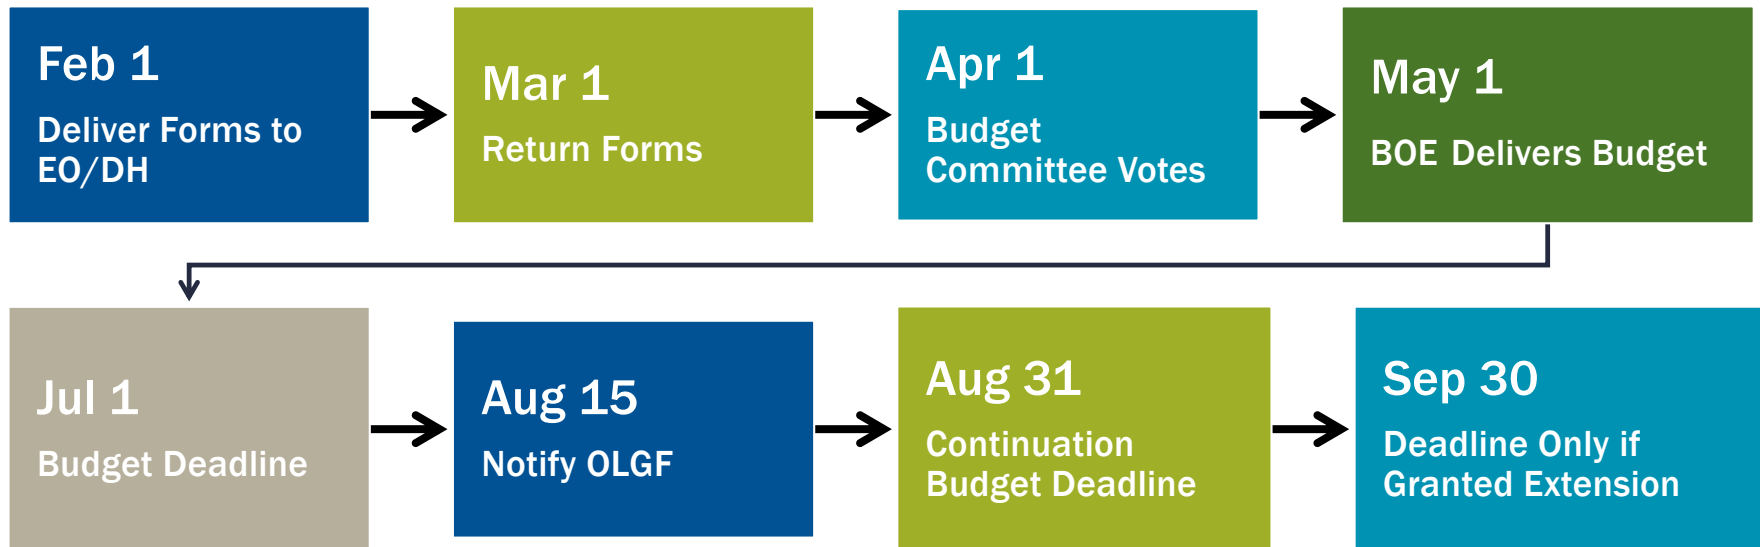 Feb 1
Deliver Forms to
EO/DH
Mar 1
Return Forms
Apr 1
Budget
Committee Votes
May 1
BOE Delivers Budget
Jul 1
Budget Deadline
Aug 15
Notify OLGF
Aug 31
Continuation
Budget Deadline
Sep 30
Deadline Only if
Granted Extension